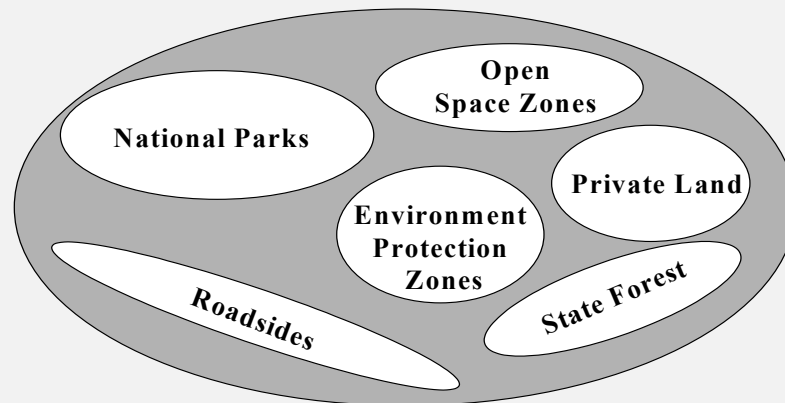 Open
Space Zones
National Parks
Private Land
Environment
Protection
Zones
State Forest
Roadsides